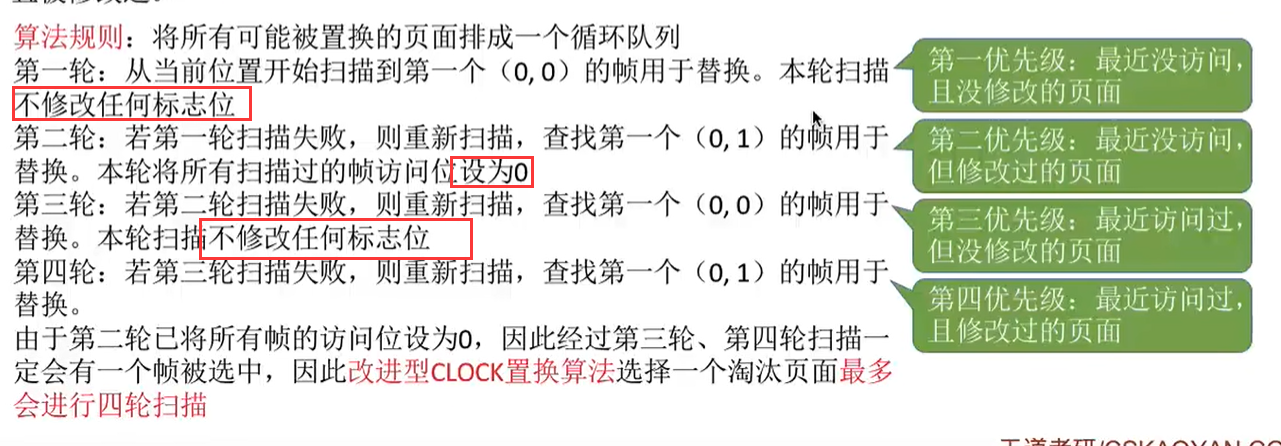 算法规则：将所有可能被置换的页面排成一个循环队列
第一轮：从当前位置开始扫描到第一个（0, 0）的帧用于替换。本轮扫描
不修改任何标志位
第二轮：若第一轮扫描失败，则重新扫描，查找第一个（0, 1）的帧用于
替换。本轮将所有扫描过的帧访问位设为0
第三轮：若第二轮扫描失败，则重新扫描，查找第一个（0, 0）的帧用于
替换。本轮扫描不修改任何标志位
第四轮：若第三轮扫描失败，则重新扫描，查找第一个（0, 1）的帧用于
替换。
由于第二轮已将所有帧的访问位设为0，因此经过第三轮、第四轮扫描一
定会有一个帧被选中，因此改进型CLOCK置换算法选择一个淘汰页面最多
会进行四轮扫描
第一优先级：最近没访问，
且没修改的页面
第二优先级：最近没访问，
但修改过的页面
第三优先级：最近访问过，
但没修改的页面
第四优先级：最近访问过，
且修改过的页面